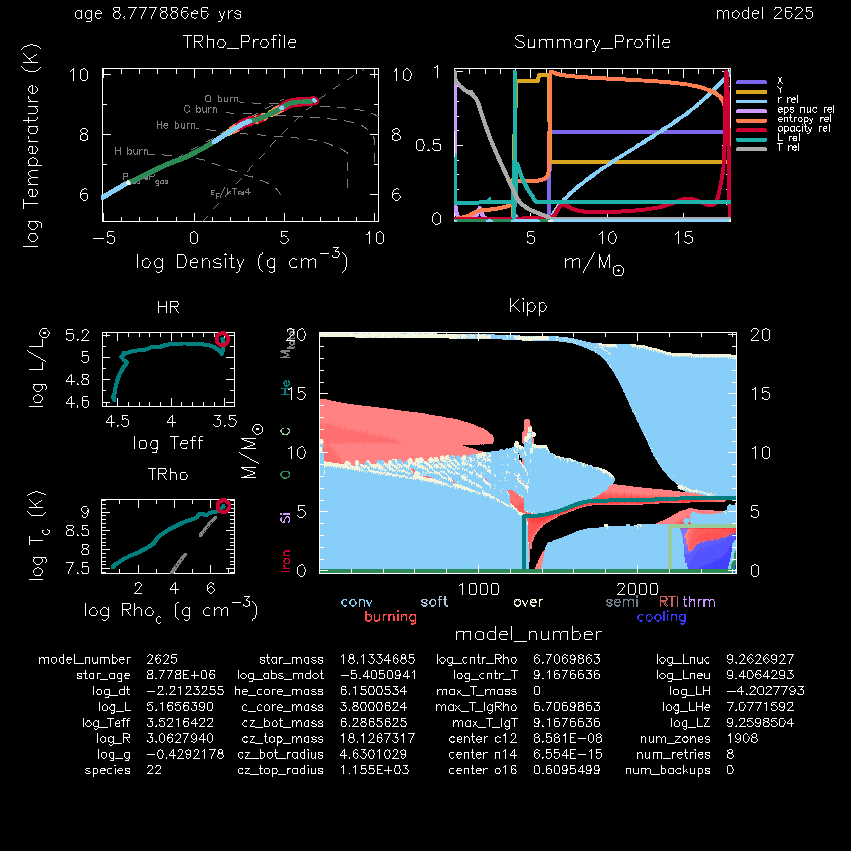 age 8.777886e6 yrs model 2625
TRho_Profile Summary_Profile
log Temperature (K)
10 8 6
O burn
C burn
He burn
H burn
εF/kT≈4
10 8 6
−5 0 5 10
log Density (g cm−3)
1 0.5 0
5 10 15
m/M⊙
X
Y
r rel
eps nuc rel
entropy rel
opacity rel
L rel
T rel
HR Kipp
log L/L⊙
5.2 5 4.8 4.6
4.5 4 3.5
log Teff
TRho
log Tc (K)
9 8.5 8 7.5
2 4 6
log Rhoc (g cm−3)
M/M⊙
Iron Si O C He
20 15 10 5 0
20 15 10 5 0
1000 2000
conv soft over semi RTI thrm
burning cooling
model_number
model_number 2625 star_mass 18.1334685 log_cntr_Rho 6.7069863 log_Lnuc 9.2626927
star_age 8.778E+06 log_abs_mdot −5.4050941 log_cntr_T 9.1676636 log_Lneu 9.4064293
log_dt −2.2123255 he_core_mass 6.1500534 max_T_mass 0 log_LH −4.2027793
log_L 5.1656390 c_core_mass 3.8000624 max_T_lgRho 6.7069863 log_LHe 7.0771592
log_Teff 3.5216422 cz_bot_mass 6.2865625 max_T_lgT 9.1676636 log_LZ 9.2598504
log_R 3.0627940 cz_top_mass 18.1267317 center c12 8.581E−08 num_zones 1908
log_g −0.4292178 cz_bot_radius 4.6301029 center n14 6.554E−15 num_retries 8
species 22 cz_top_radius 1.155E+03 center o16 0.6095499 num_backups 0